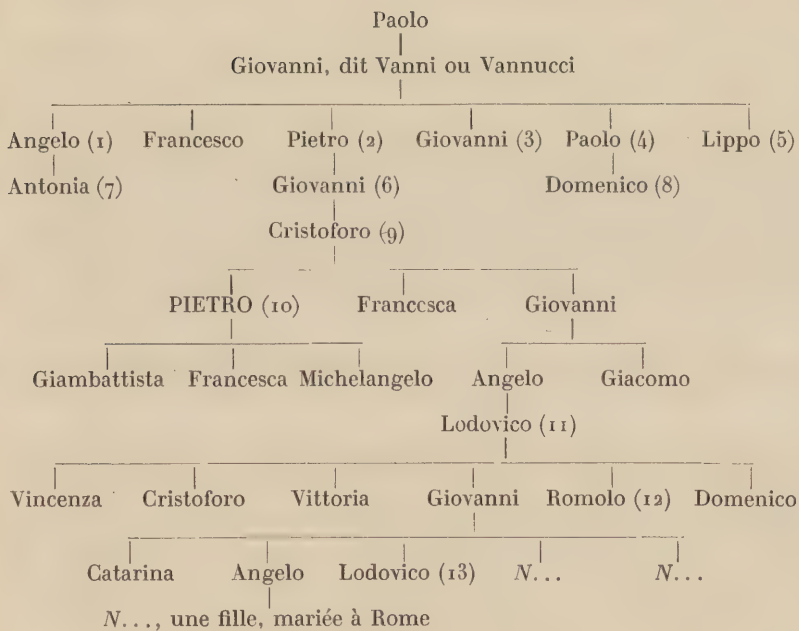 Paolo
Giovanni, dit Vanni ou Vannucci
Angelo (1) Francesco Pietro (2) Giovanni (3) Paolo (4) Lippo (5)
Antonia (7) Giovanni (6) Domenico (8)
Cristoforo (9)
PIETRO (10) Francesca Giovanni
Giambattista Francesca Michelangelo Angelo Giacomo
Lodovico (11)
Vincenza Cristoforo Vittoria Giovanni Romolo (12) Domenico
Catarina Angelo Lodovico (13) N... N...
N..., une fille, mariée à Rome